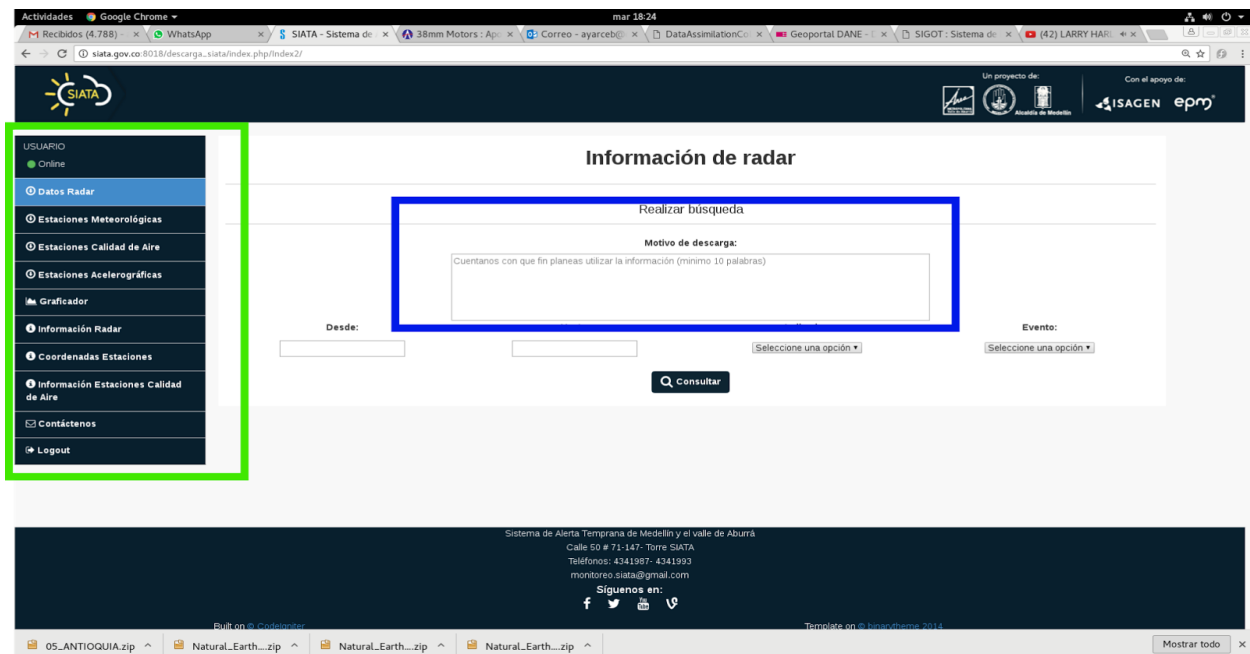 Actividades Google Chrome ▾ mar 18:24
Recibidos (4.788) - × WhatsApp × SIATA - Sistema de × 38mm Motors : Apo × Correo - ayarceb@ × DataAssimilationCo × Geoportal DANE - × SIGOT : Sistema de × (42) LARRY HARL ×
siata.gov.co:8018/descarga_siata/index.php/Index2/
SIATA
Un proyecto de:
Con el apoyo de:
Alcaldía de Medellín
ISAGEN epm
USUARIO
Online
Datos Radar
Estaciones Meteorológicas
Estaciones Calidad de Aire
Estaciones Acelerográficas
Graficador
Información Radar
Coordenadas Estaciones
Información Estaciones Calidad
de Aire
Contáctenos
Logout
Información de radar
Realizar búsqueda
Motivo de descarga:
Cuentanos con que fin planeas utilizar la información (minimo 10 palabras)
Desde:
Evento:
Seleccione una opción ▾
Seleccione una opción ▾
Consultar
Sistema de Alerta Temprana de Medellín y el valle de Aburrá
Calle 50 # 71-147- Torre SIATA
Teléfonos: 4341987- 4341993
monitoreo.siata@gmail.com
Síguenos en:
Built on © CodeIgniter
Template on © binarytheme 2014
05_ANTIOQUIA.zip
Natural_Earth....zip
Natural_Earth....zip
Natural_Earth....zip
Mostrar todo ×